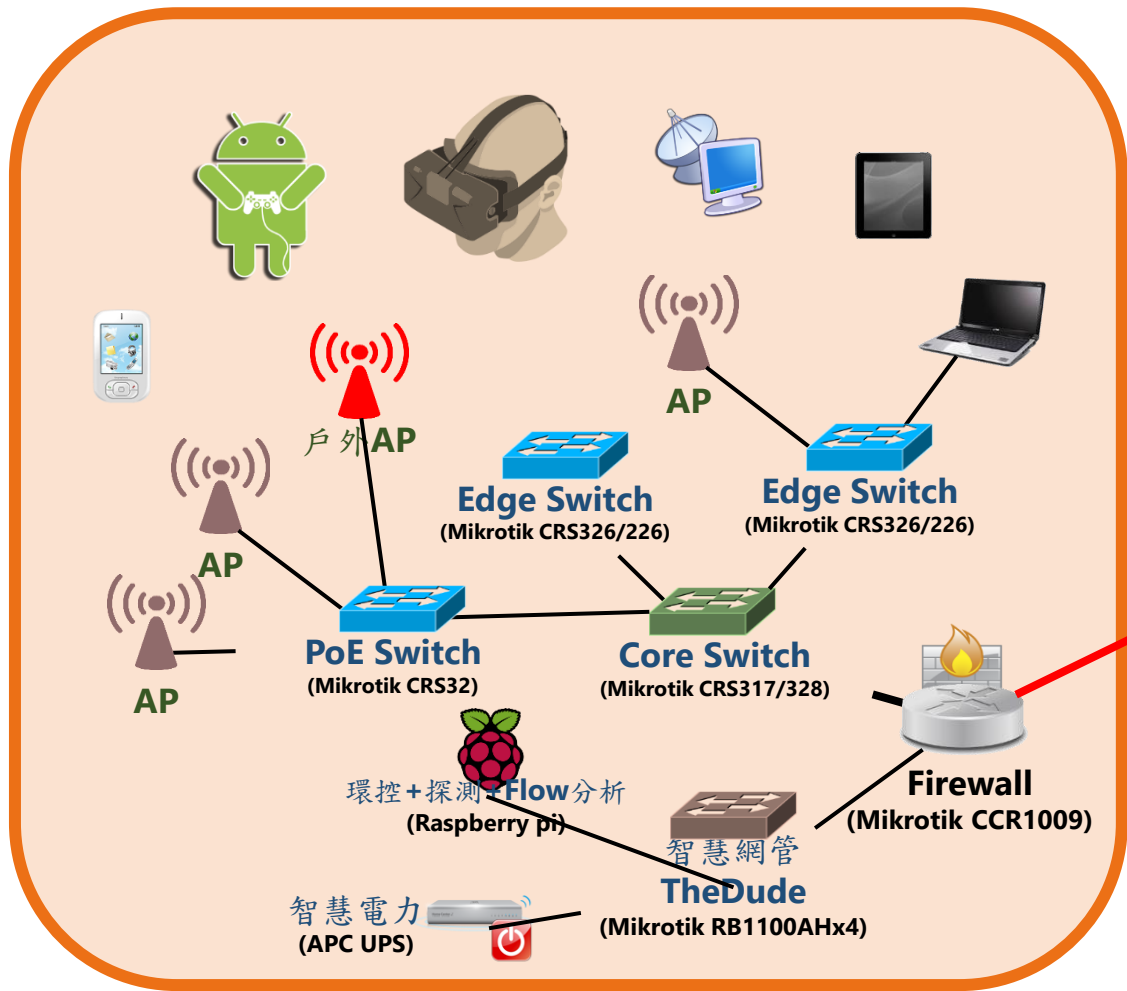 AP
戶外AP
Edge Switch
(Mikrotik CRS326/226)
Edge Switch
(Mikrotik CRS326/226)
AP
AP
PoE Switch
(Mikrotik CRS32)
Core Switch
(Mikrotik CRS317/328)
環控+探測+Flow分析
(Raspberry pi)
Firewall
(Mikrotik CCR1009)
智慧網管
TheDude
(Mikrotik RB1100AHx4)
智慧電力
(APC UPS)